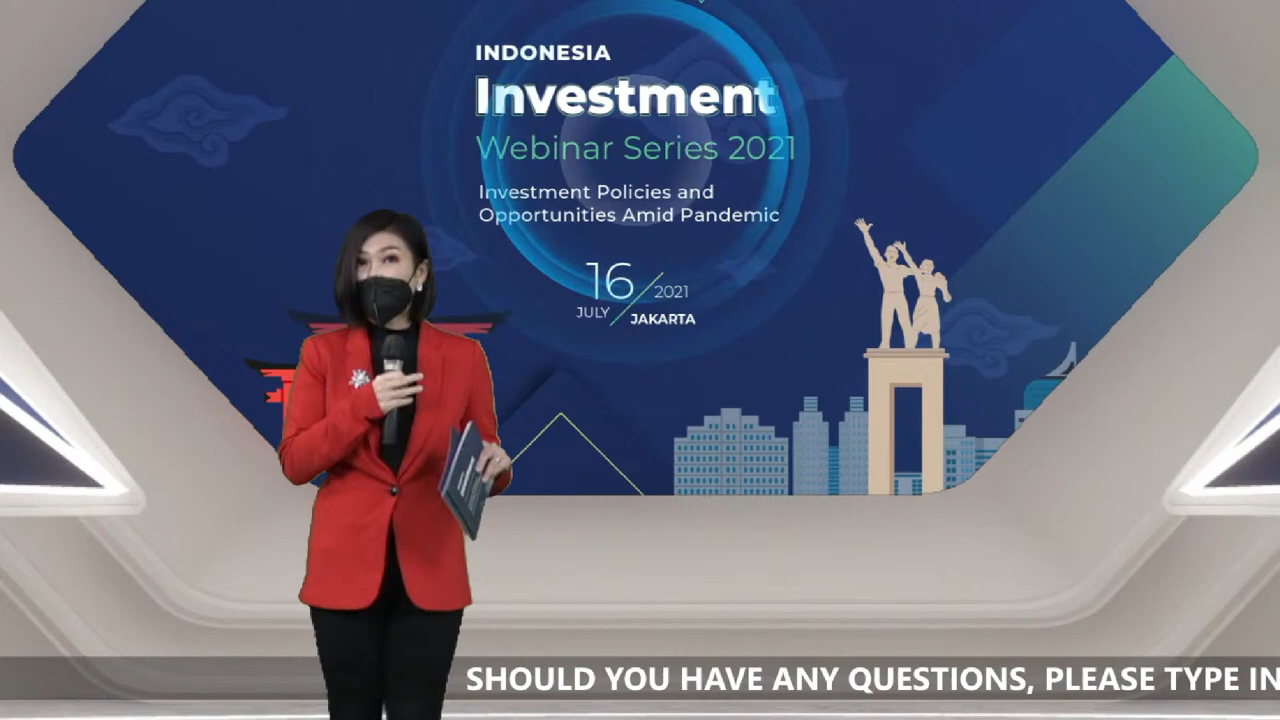 INDONESIA
Investment
Webinar Series 2021
Investment Policies and
Opportunities Amid Pandemic
16
2021
JULY
JAKARTA
SHOULD YOU HAVE ANY QUESTIONS, PLEASE TYPE IN